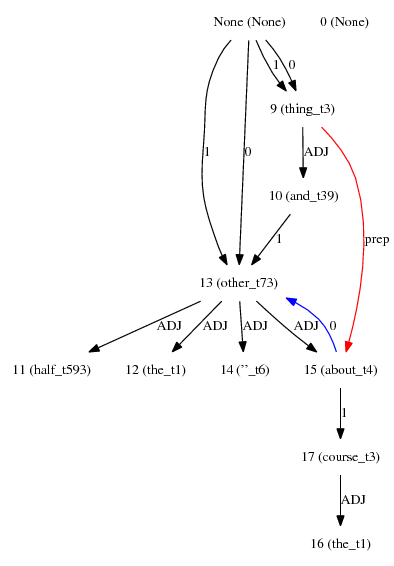 None (None) 0 (None)
1 0
9 (thing_t3)
1 0 ADJ
10 (and_t39)
1 prep
13 (other_t73)
ADJ ADJ ADJ ADJ 0
11 (half_t593) 12 (the_t1) 14 (”_t6) 15 (about_t4)
1
17 (course_t3)
ADJ
16 (the_t1)